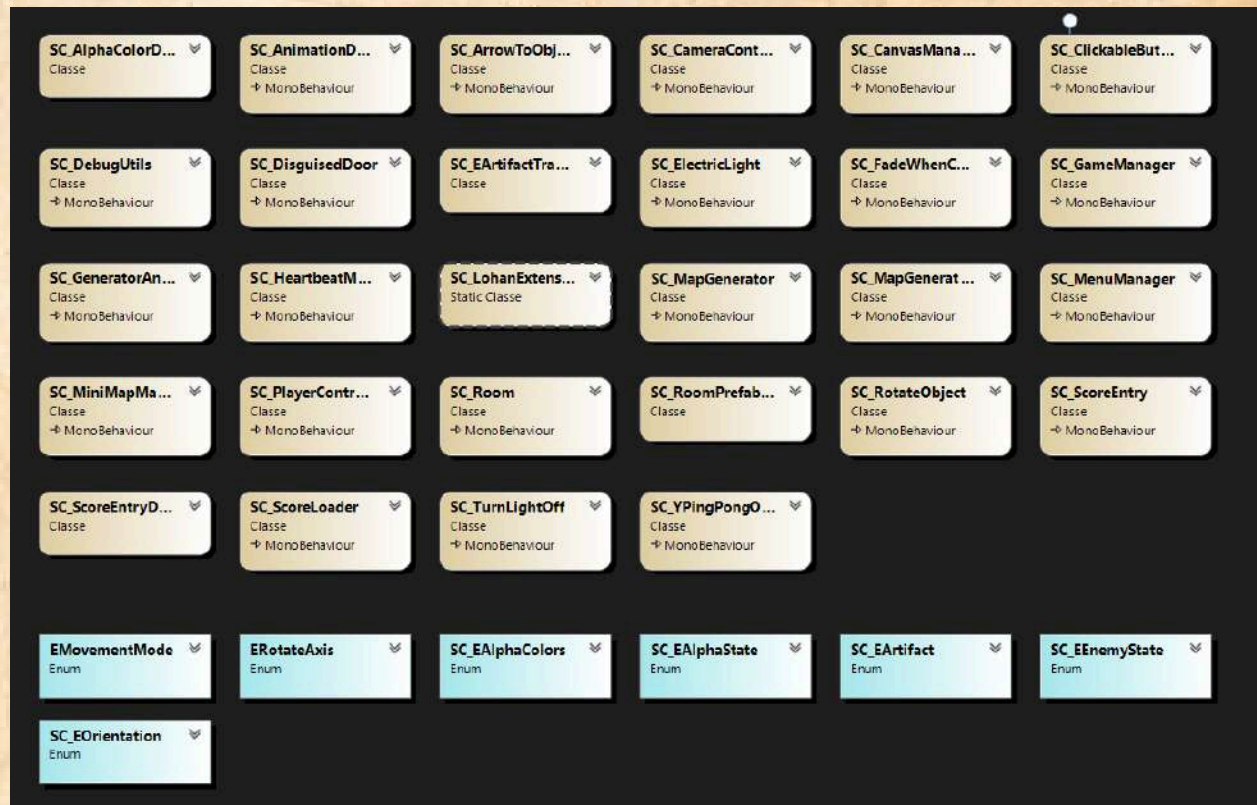 SC_AlphaColorD...
Classe
SC_AnimationD...
Classe
MonoBehaviour
SC_ArrowToObj...
Classe
MonoBehaviour
SC_CameraCont...
Classe
MonoBehaviour
SC_CanvasMana...
Classe
MonoBehaviour
SC_ClickableBut...
Classe
MonoBehaviour
SC_DebugUtils
Classe
MonoBehaviour
SC_DisguisedDoor
Classe
MonoBehaviour
SC_EArtifactTra...
Classe
SC_ElectricLight
Classe
MonoBehaviour
SC_FadeWhenC...
Classe
MonoBehaviour
SC_GameManager
Classe
MonoBehaviour
SC_GeneratorAn...
Classe
MonoBehaviour
SC_HeartbeatM...
Classe
MonoBehaviour
SC_LohanExtens...
Static Classe
SC_MapGenerator
Classe
MonoBehaviour
SC_MapGenerat...
Classe
MonoBehaviour
SC_MenuManager
Classe
MonoBehaviour
SC_MiniMapMa...
Classe
MonoBehaviour
SC_PlayerContr...
Classe
MonoBehaviour
SC_Room
Classe
MonoBehaviour
SC_RoomPrefab...
Classe
SC_RotateObject
Classe
MonoBehaviour
SC_ScoreEntry
Classe
MonoBehaviour
SC_ScoreEntryD...
Classe
SC_ScoreLoader
Classe
MonoBehaviour
SC_TurnLightOff
Classe
MonoBehaviour
SC_YPingPongO...
Classe
MonoBehaviour
EMovementMode
Enum
ERotateAxis
Enum
SC_EAlphaColors
Enum
SC_EAlphaState
Enum
SC_EArtifact
Enum
SC_EEnemyState
Enum
SC_EOrientation
Enum